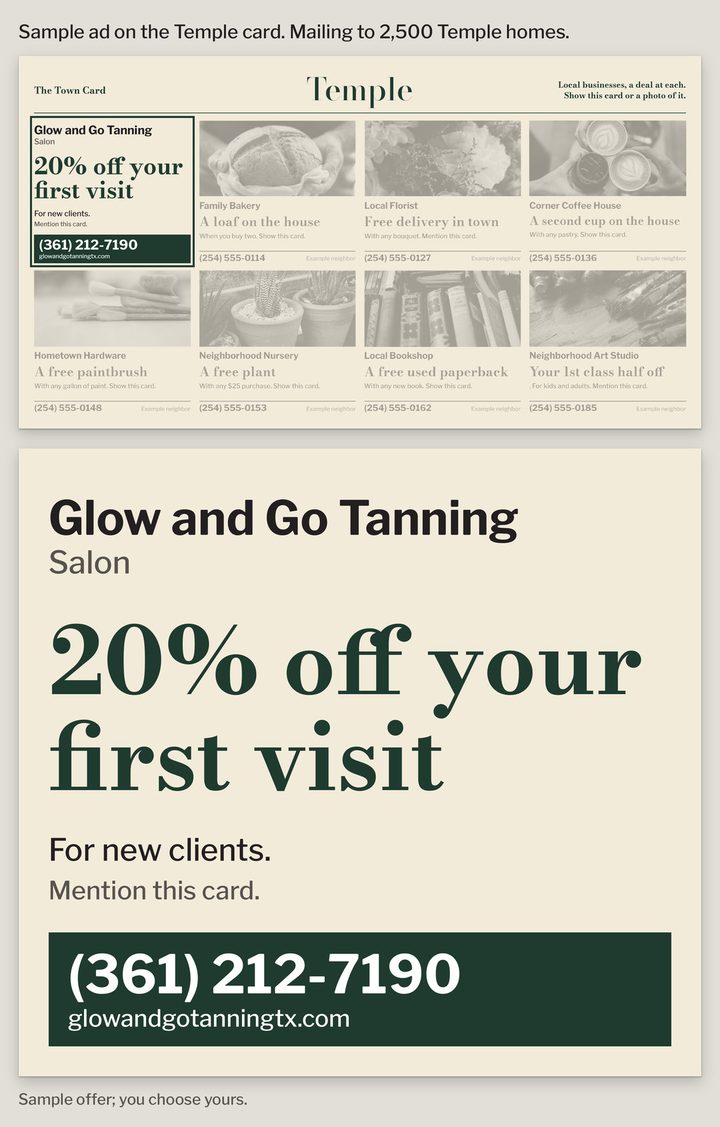 Sample ad on the Temple card. Mailing to 2,500 Temple homes.
The Town Card
Temple
Local businesses, a deal at each.
Show this card or a photo of it.
Glow and Go Tanning
Salon
20% off your
first visit
For new clients.
Mention this card.
(361) 212-7190
glowandgotanningtx.com
Family Bakery
A loaf on the house
When you buy two. Show this card.
(254) 555-0114
Example neighbor
Local Florist
Free delivery in town
With any bouquet. Mention this card.
(254) 555-0127
Example neighbor
Corner Coffee House
A second cup on the house
With any pastry. Show this card.
(254) 555-0136
Example neighbor
Hometown Hardware
A free paintbrush
With any gallon of paint. Show this card.
(254) 555-0148
Example neighbor
Neighborhood Nursery
A free plant
With any $25 purchase. Show this card.
(254) 555-0153
Example neighbor
Local Bookshop
A free used paperback
With any new book. Show this card.
(254) 555-0162
Example neighbor
Neighborhood Art Studio
Your 1st class half off
For kids and adults. Mention this card.
(254) 555-0185
Example neighbor
Glow and Go Tanning
Salon
20% off your
first visit
For new clients.
Mention this card.
(361) 212-7190
glowandgotanningtx.com
Sample offer; you choose yours.